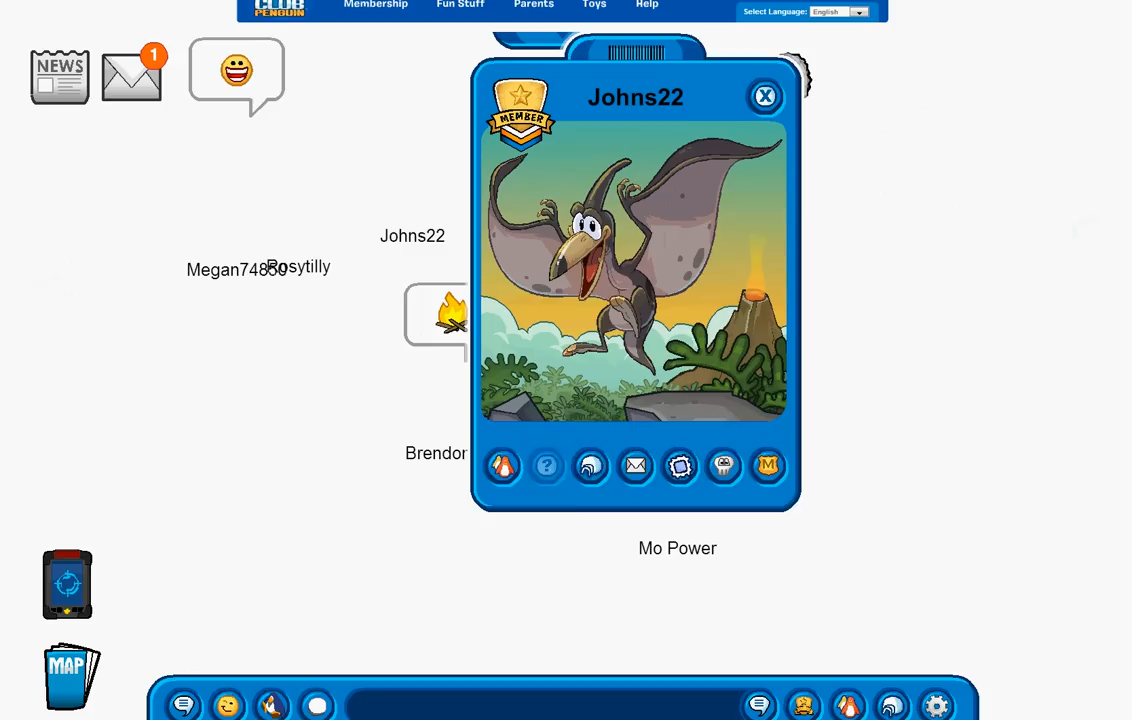 CLUB
PENGUIN
Membership Fun Stuff Parents Toys Help
Select Language: English
NEWS
1
Johns22
MEMBER
Johns22
Rosytilly
Brendor
M
Mo Power
MAP